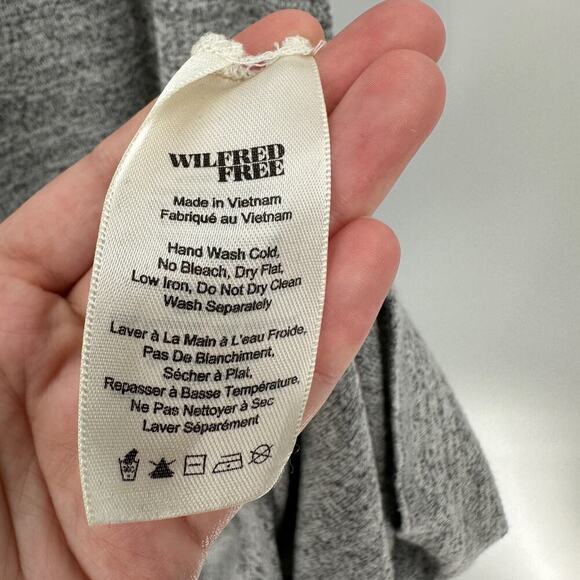 WILFRED
FREE
Made in Vietnam
Fabriqué au Vietnam
Hand Wash Cold,
No Bleach, Dry Flat,
Low Iron, Do Not Dry Clean
Wash Separately
Laver à La Main à L'eau Froide,
Pas De Blanchiment,
Sécher à Plat,
Repasser à Basse Température,
Ne Pas Nettoyer à Sec
Laver Séparément